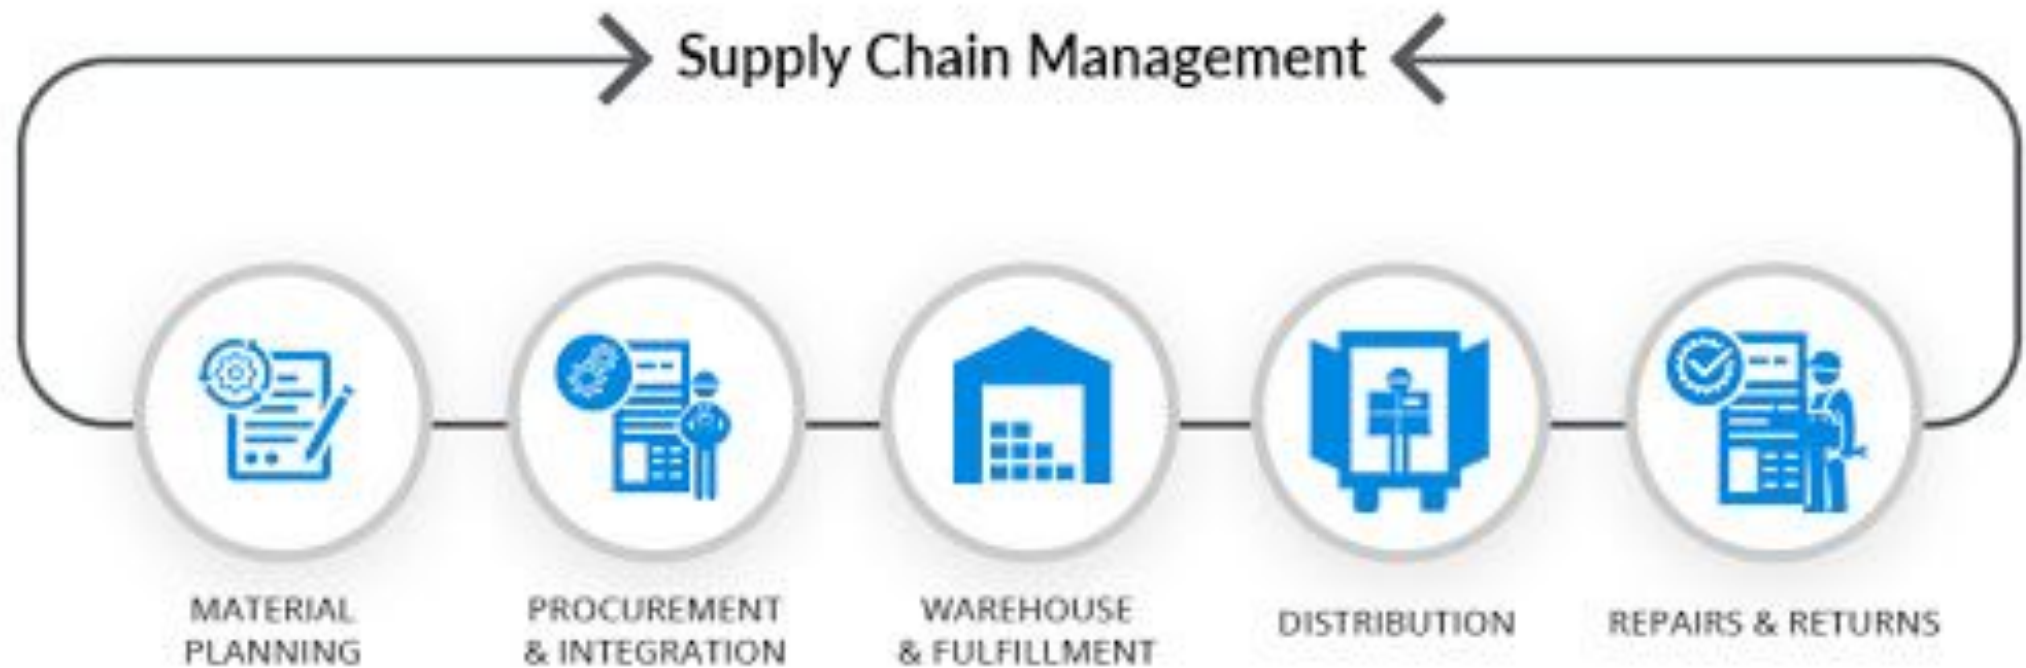 Supply Chain Management
MATERIAL
PLANNING
PROCUREMENT
& INTEGRATION
WAREHOUSE
& FULFILLMENT
DISTRIBUTION
REPAIRS & RETURNS